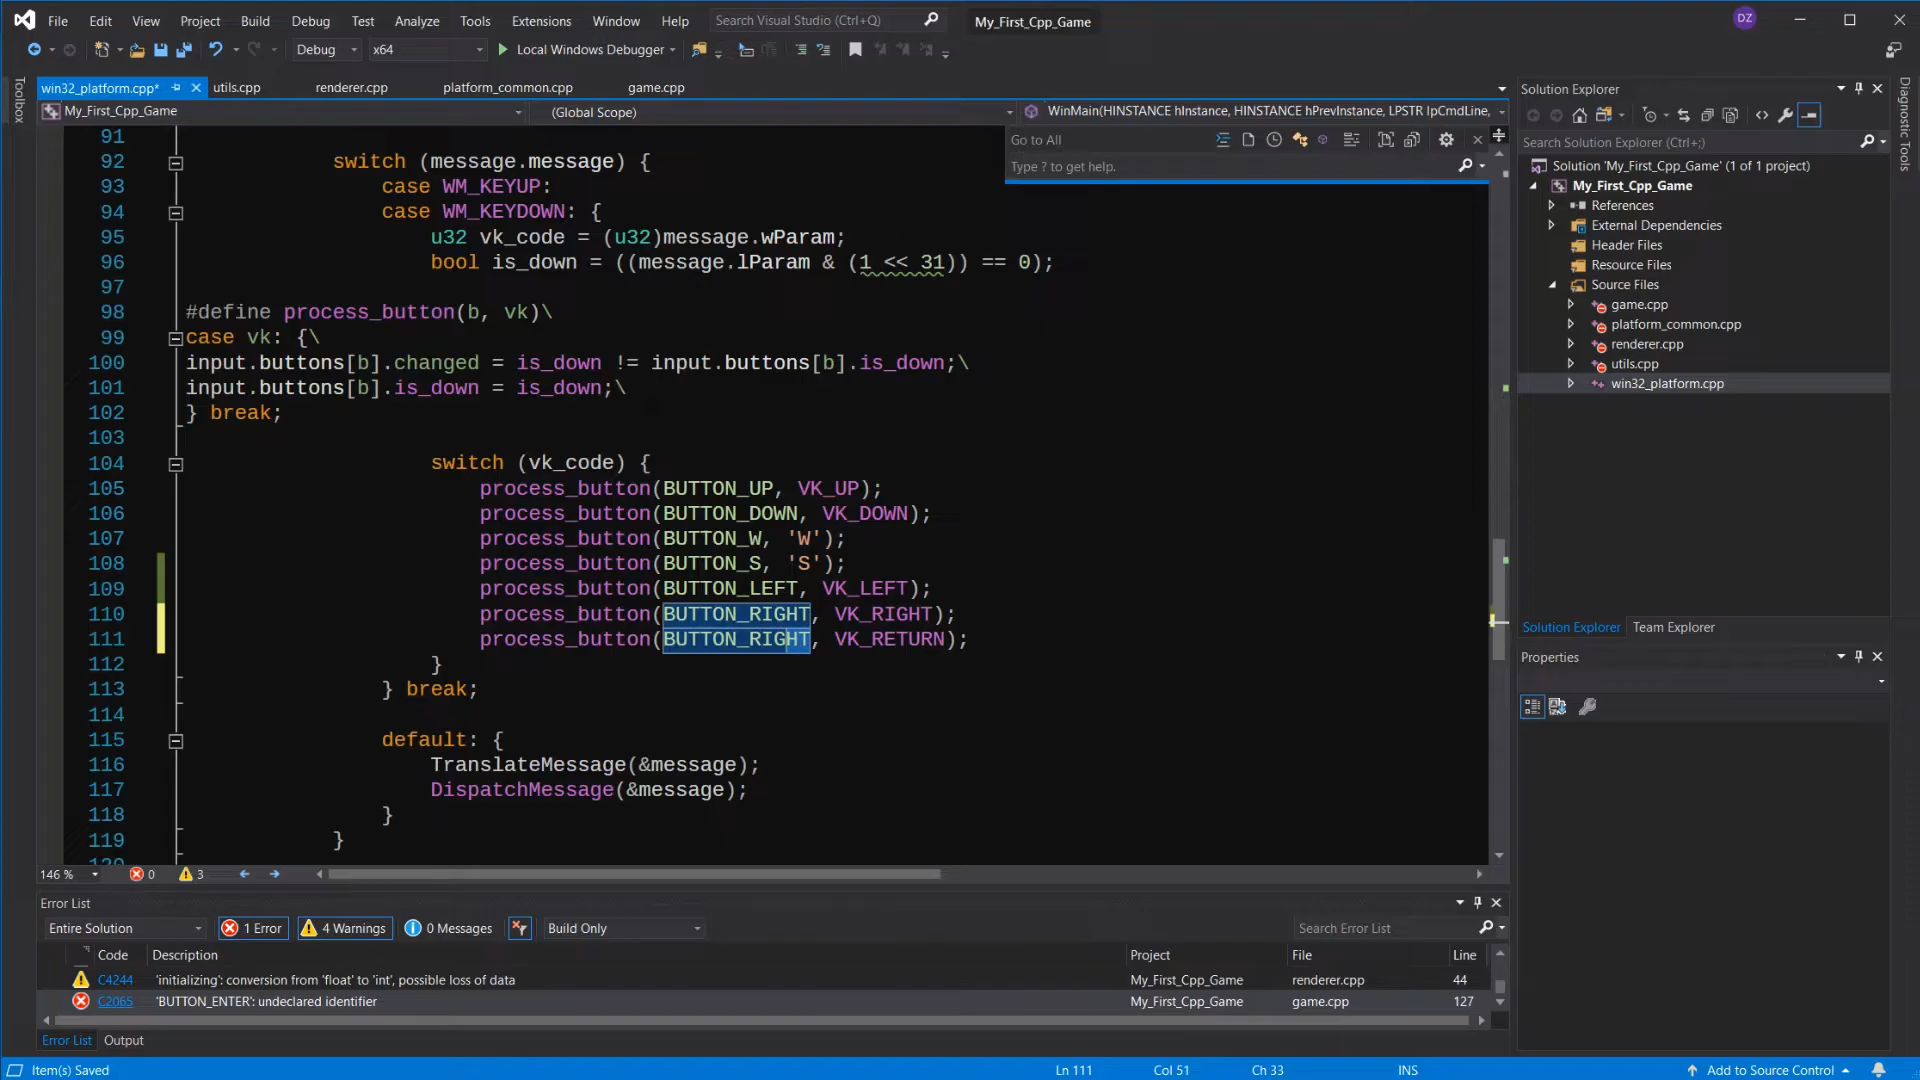 File Edit View Project Build Debug Test Analyze Tools Extensions Window Help Search Visual Studio (Ctrl+Q) My_First_Cpp_Game DZ
Debug x64 Local Windows Debugger
Toolbox
win32_platform.cpp* utils.cpp renderer.cpp platform_common.cpp game.cpp
My_First_Cpp_Game (Global Scope) WinMain(HINSTANCE hInstance, HINSTANCE hPrevInstance, LPSTR lpCmdLine,
Go to All
Type ? to get help.
91
92 switch (message.message) {
93 case WM_KEYUP:
94 case WM_KEYDOWN: {
95 u32 vk_code = (u32)message.wParam;
96 bool is_down = ((message.lParam & (1 << 31)) == 0);
97
98 #define process_button(b, vk)\
99 case vk: {\
100 input.buttons[b].changed = is_down != input.buttons[b].is_down;\
101 input.buttons[b].is_down = is_down;\
102 } break;
103
104 switch (vk_code) {
105 process_button(BUTTON_UP, VK_UP);
106 process_button(BUTTON_DOWN, VK_DOWN);
107 process_button(BUTTON_W, 'W');
108 process_button(BUTTON_S, 'S');
109 process_button(BUTTON_LEFT, VK_LEFT);
110 process_button(BUTTON_RIGHT, VK_RIGHT);
111 process_button(BUTTON_RIGHT, VK_RETURN);
112 }
113 } break;
114
115 default: {
116 TranslateMessage(&message);
117 DispatchMessage(&message);
118 }
119 }
120
146 % 0 3
Error List
Entire Solution 1 Error 4 Warnings 0 Messages Build Only Search Error List
Code Description Project File Line
C4244 'initializing': conversion from 'float' to 'int', possible loss of data My_First_Cpp_Game renderer.cpp 44
C2065 'BUTTON_ENTER': undeclared identifier My_First_Cpp_Game game.cpp 127
Error List Output
Solution Explorer
Search Solution Explorer (Ctrl+;)
Solution 'My_First_Cpp_Game' (1 of 1 project)
My_First_Cpp_Game
References
External Dependencies
Header Files
Resource Files
Source Files
game.cpp
platform_common.cpp
renderer.cpp
utils.cpp
win32_platform.cpp
Solution Explorer Team Explorer
Properties
Diagnostic Tools
Item(s) Saved Ln 111 Col 51 Ch 33 INS Add to Source Control